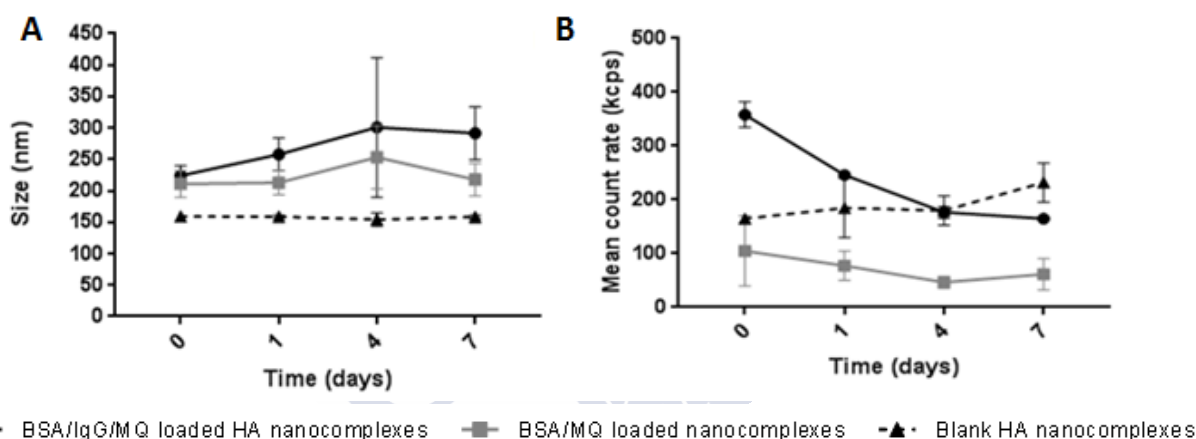 A
B
Size (nm)
450
400
350
300
250
200
150
100
50
0
0
1
4
7
Time (days)
Mean count rate (kcps)
500
400
300
200
100
0
0
1
4
7
Time (days)
BSA/IgG/MQ loaded HA nanocomplexes
BSA/MQ loaded nanocomplexes
Blank HA nanocomplexes